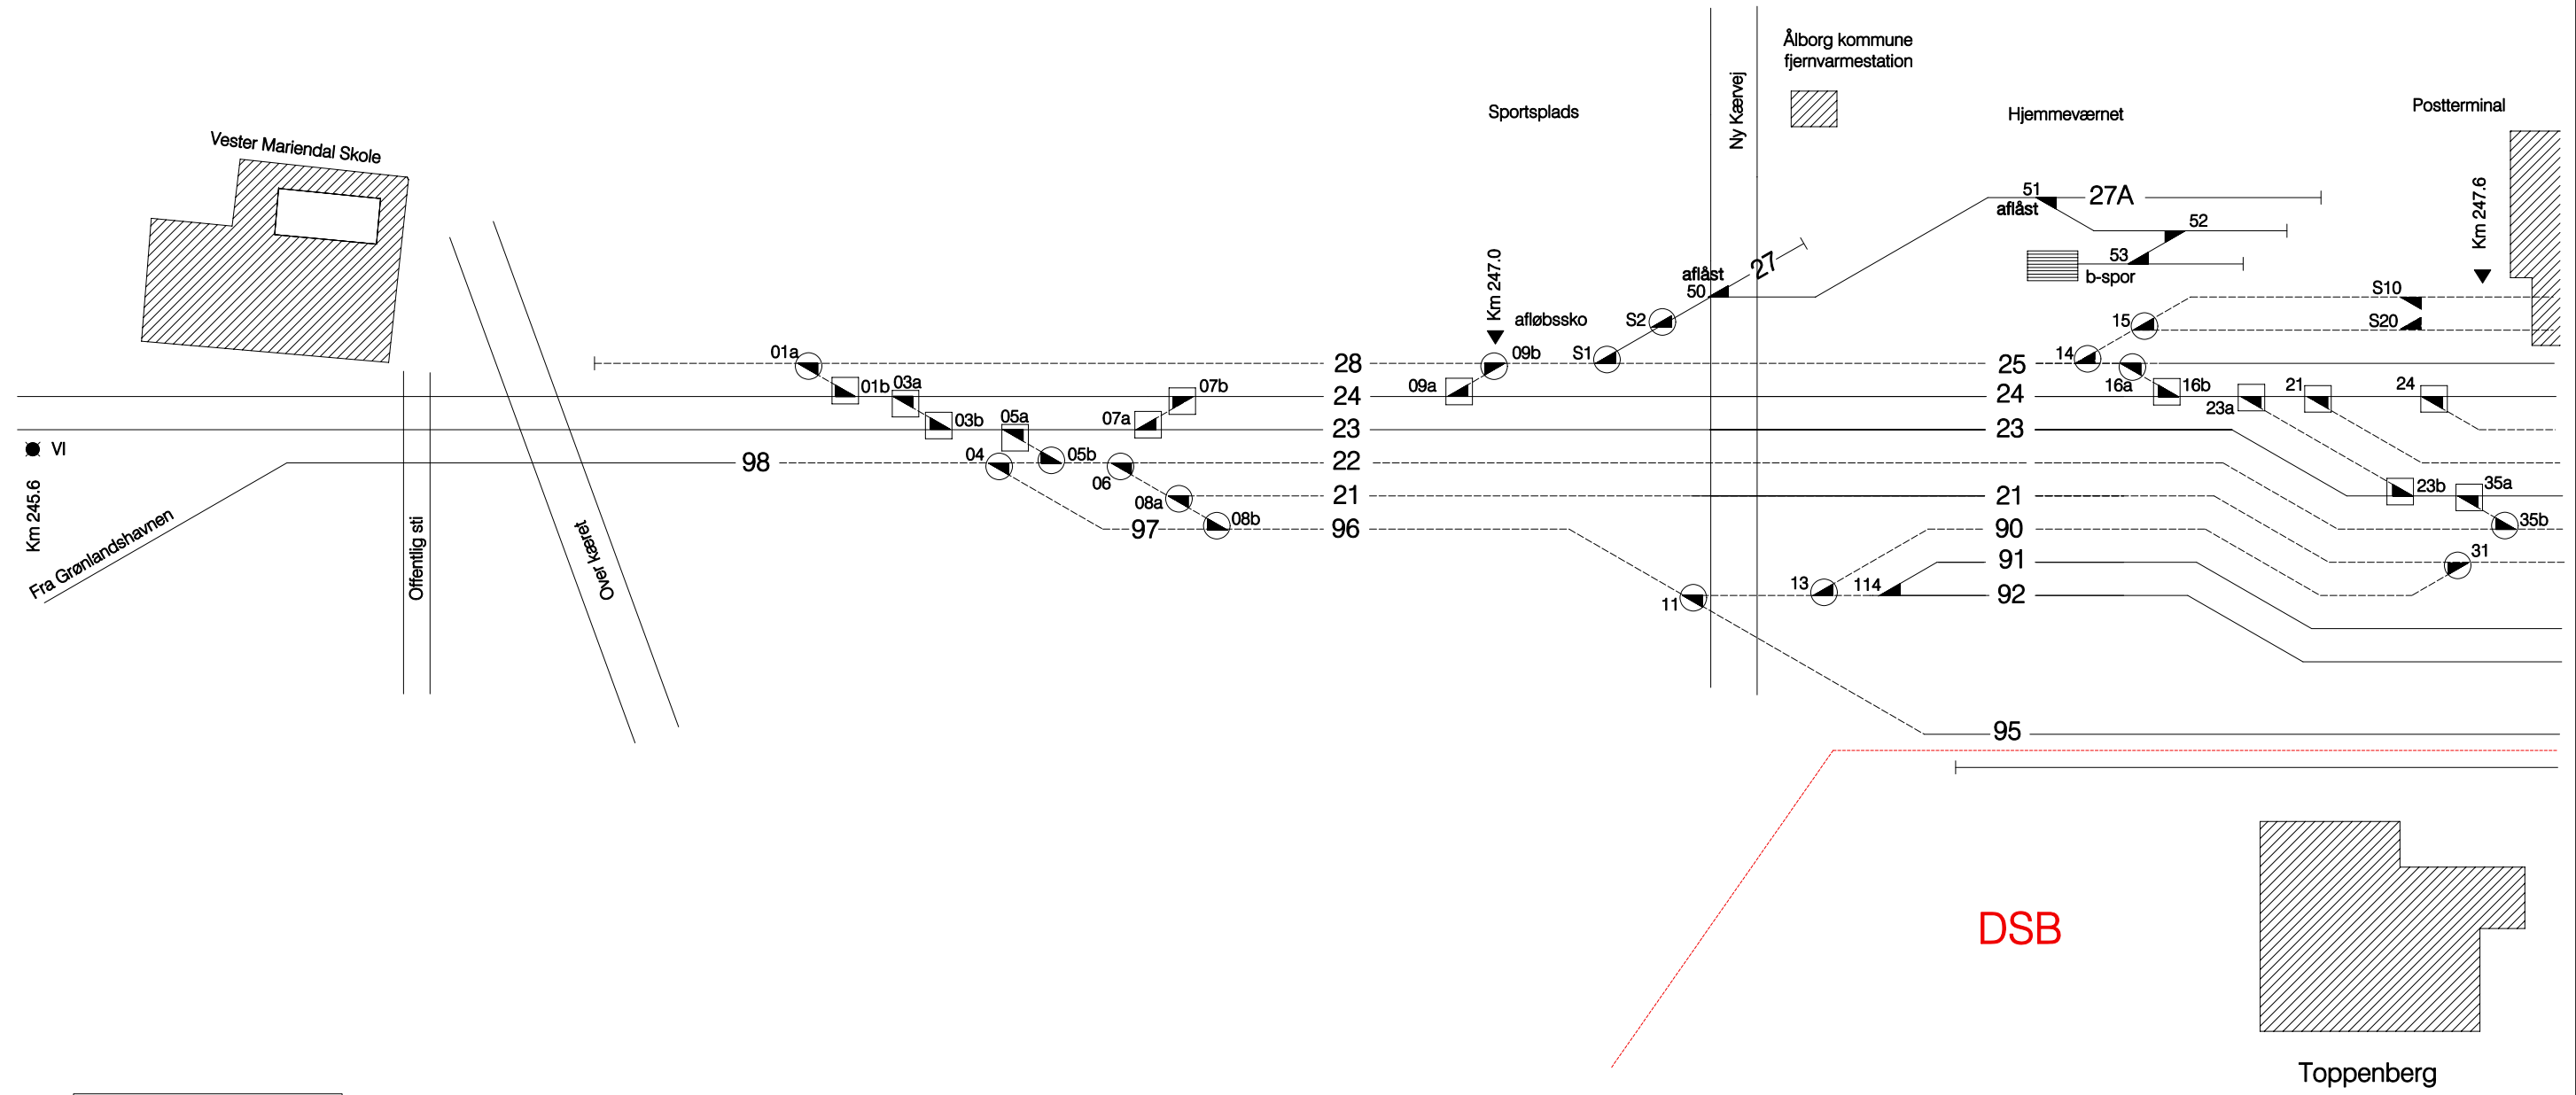 Ålborg kommune
fjernvarmestation
Ny Kærvej
Sportsplads
Hjemmeværnet
Postterminal
Vester Mariendal Skole
51
27A
aflåst
52
53
b-spor
Km 247.6
27
aflåst
50
Km 247.0
afløbssko
S2
S1
S10
S20
15
14
01a
28
09b
25
01b
03a
07b
24
09a
24
16a
16b
23a
21
24
03b
05a
07a
23
23
VI
98
04
05b
06
22
Km 245.6
08a
21
21
23b
35a
Fra Grønlandshavnen
Offentlig sti
Over kæret
97
08b
96
90
35b
91
31
11
13
114
92
95
DSB
Toppenberg